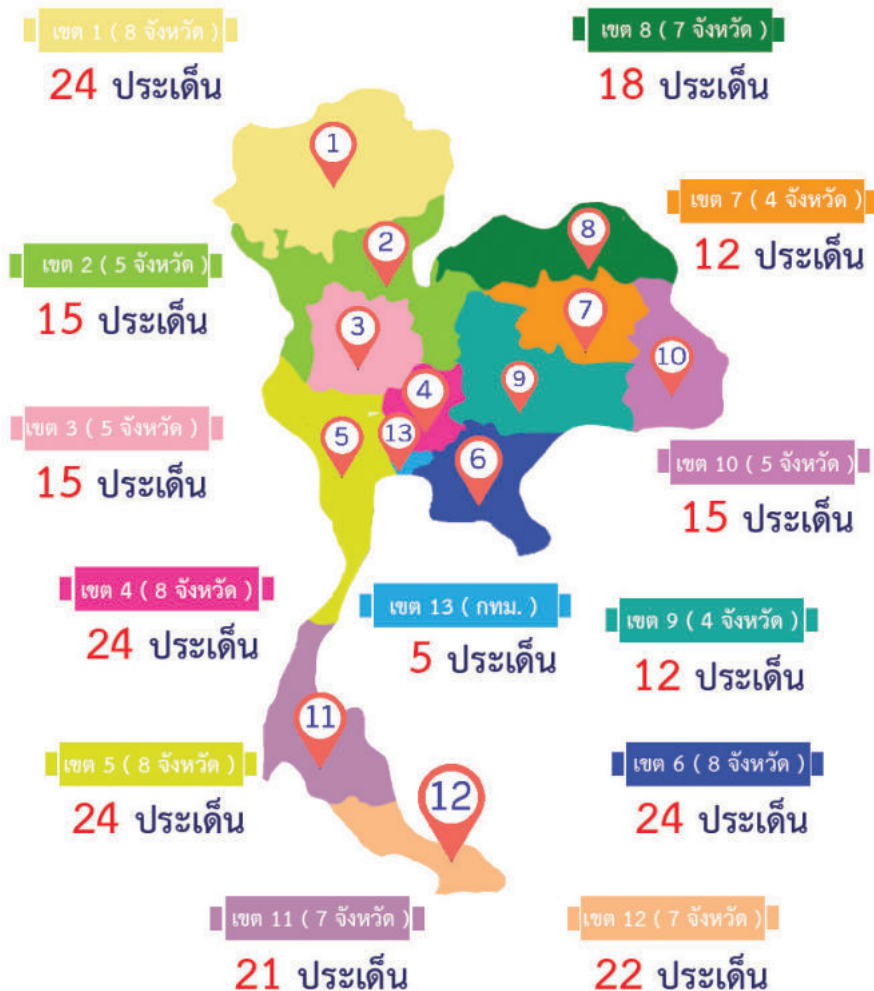 เขต 1 ( 8 จังหวัด )
24 ประเด็น
เขต 8 ( 7 จังหวัด )
18 ประเด็น
1
เขต 7 ( 4 จังหวัด )
12 ประเด็น
2
8
เขต 2 ( 5 จังหวัด )
15 ประเด็น
3
7
10
9
4
13
5
6
เขต 3 ( 5 จังหวัด )
15 ประเด็น
เขต 10 ( 5 จังหวัด )
15 ประเด็น
เขต 4 ( 8 จังหวัด )
24 ประเด็น
เขต 13 ( กทม. )
5 ประเด็น
เขต 9 ( 4 จังหวัด )
12 ประเด็น
11
12
เขต 5 ( 8 จังหวัด )
24 ประเด็น
เขต 6 ( 8 จังหวัด )
24 ประเด็น
เขต 11 ( 7 จังหวัด )
21 ประเด็น
เขต 12 ( 7 จังหวัด )
22 ประเด็น